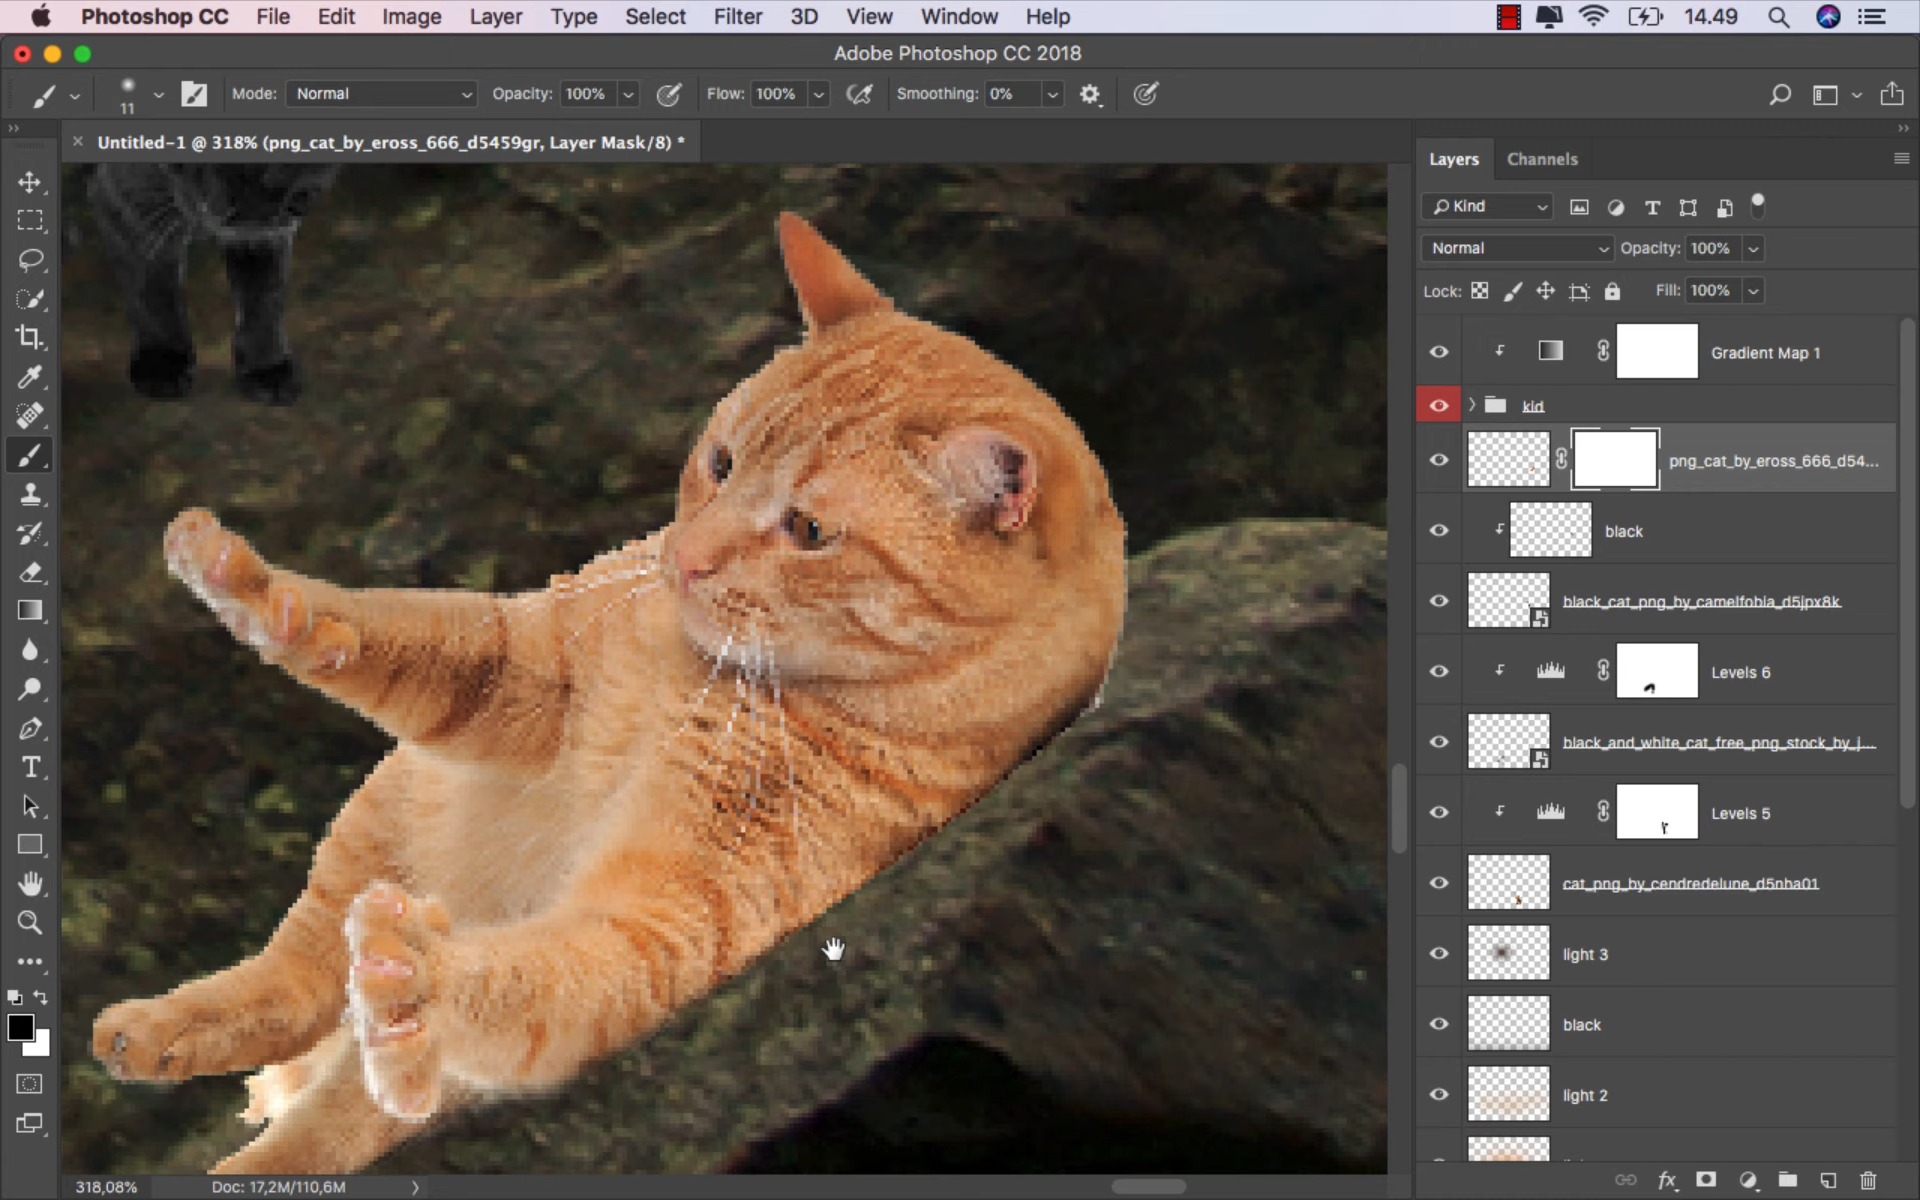 Photoshop CC File Edit Image Layer Type Select Filter 3D View Window Help 14.49
Adobe Photoshop CC 2018
11 Mode: Normal Opacity: 100% Flow: 100% Smoothing: 0%
Untitled-1 @ 318% (png_cat_by_eross_666_d5459gr, Layer Mask/8) *
Layers Channels
Kind
Normal Opacity: 100%
Lock: Fill: 100%
Gradient Map 1
kid
png_cat_by_eross_666_d54...
black
black_cat_png_by_camelfobia_d5jpx8k
Levels 6
black_and_white_cat_free_png_stock_by_j...
Levels 5
cat_png_by_cendredelune_d5nha01
light 3
black
light 2
318,08% Doc: 17,2M/110,6M